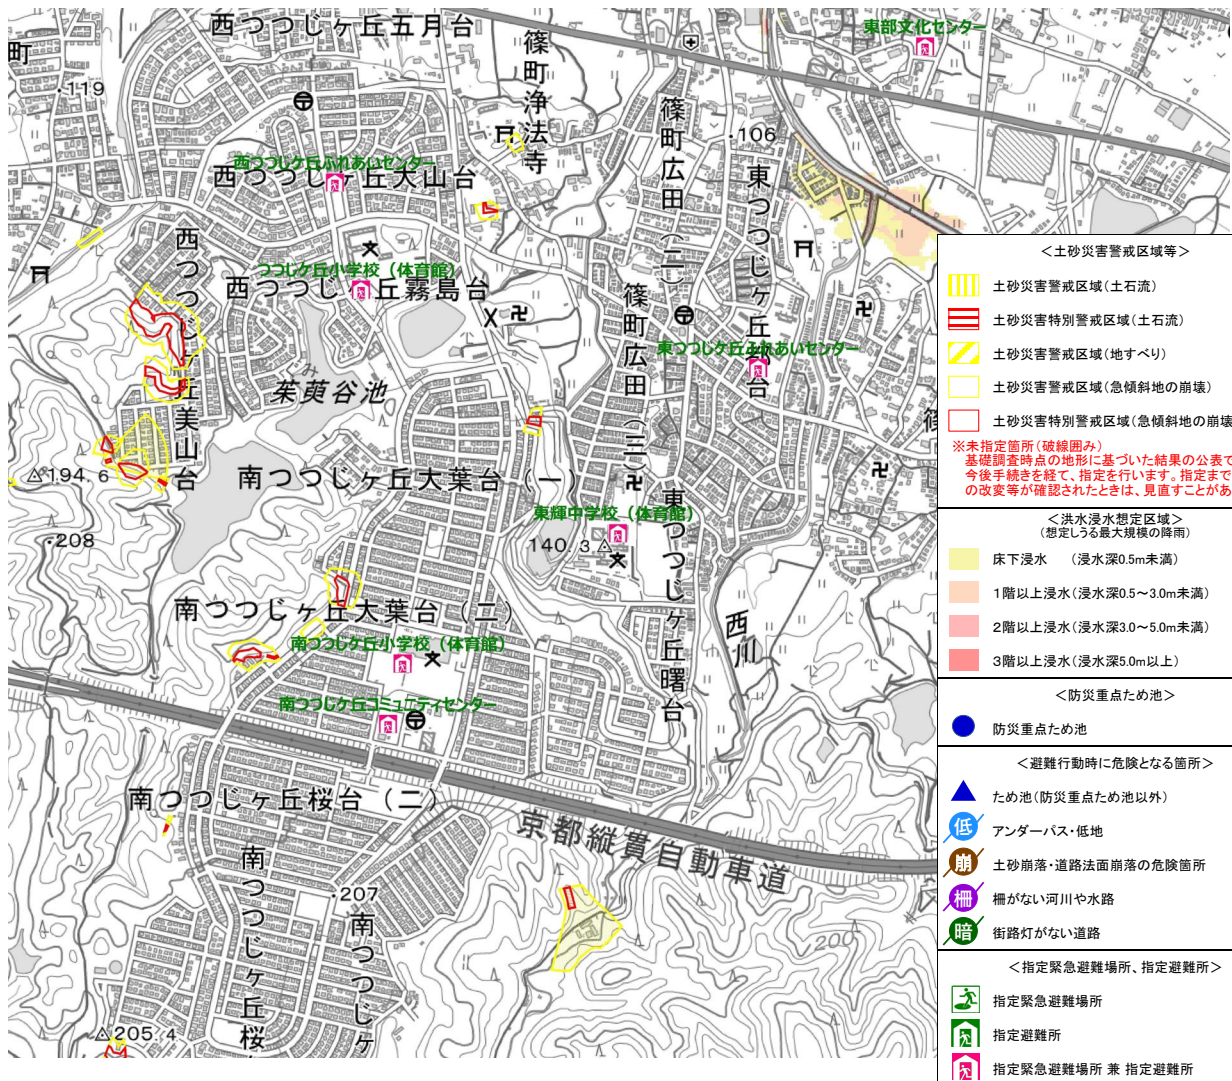 西つつじヶ丘五月台
東部文化センター
町
篠町浄法寺
119
篠町広田(二)
106
東つつじヶ丘都台
西つつじケ丘ふれあいセンター
西つつじヶ丘大山台
西つつじヶ丘美山台
つつじケ丘小学校(体育館)
西つつじヶ丘霧島台
篠町広田(三)
東つつじケ丘ふれあいセンター
茱萸谷池
ぐみ
篠
194.6
南つつじヶ丘大葉台(一)
208
東輝中学校(体育館)
140.3
東つつじヶ丘曙台
南つつじヶ丘大葉台(二)
西川
南つつじケ丘小学校(体育館)
南つつじケ丘コミュニティセンター
南つつじヶ丘桜台(二)
京都縦貫自動車道
南つつじヶ丘桜
207
南つつじヶ
200
205.4
<土砂災害警戒区域等>
土砂災害警戒区域(土石流)
土砂災害特別警戒区域(土石流)
土砂災害警戒区域(地すべり)
土砂災害警戒区域(急傾斜地の崩壊)
土砂災害特別警戒区域(急傾斜地の崩壊
※未指定箇所(破線囲み)
基礎調査時点の地形に基づいた結果の公表で
今後手続きを経て、指定を行います。指定まで
の改変等が確認されたときは、見直すことがあ
<洪水浸水想定区域>
(想定しうる最大規模の降雨)
床下浸水 (浸水深0.5m未満)
1階以上浸水(浸水深0.5～3.0m未満)
2階以上浸水(浸水深3.0～5.0m未満)
3階以上浸水(浸水深5.0m以上)
<防災重点ため池>
防災重点ため池
<避難行動時に危険となる箇所>
ため池(防災重点ため池以外)
低 アンダーパス・低地
崩 土砂崩落・道路法面崩落の危険箇所
柵 柵がない河川や水路
暗 街路灯がない道路
<指定緊急避難場所、指定避難所>
指定緊急避難場所
指定避難所
指定緊急避難場所 兼 指定避難所